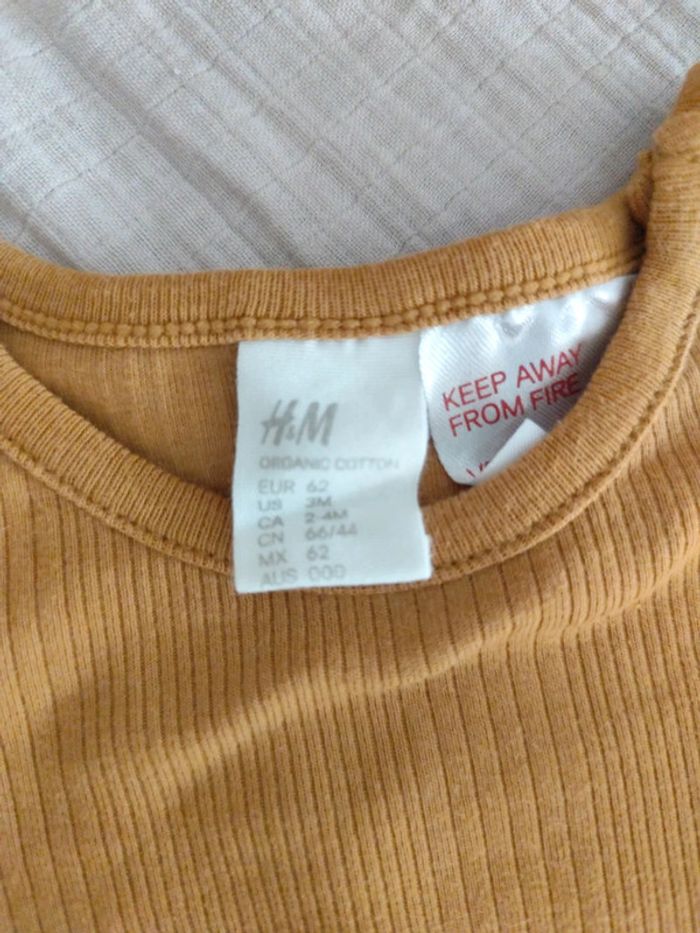 H&M
ORGANIC COTTON
EUR 62
US 3M
CA 2-4M
CN 66/44
MX 62
AUS 000
KEEP AWAY
FROM FIRE